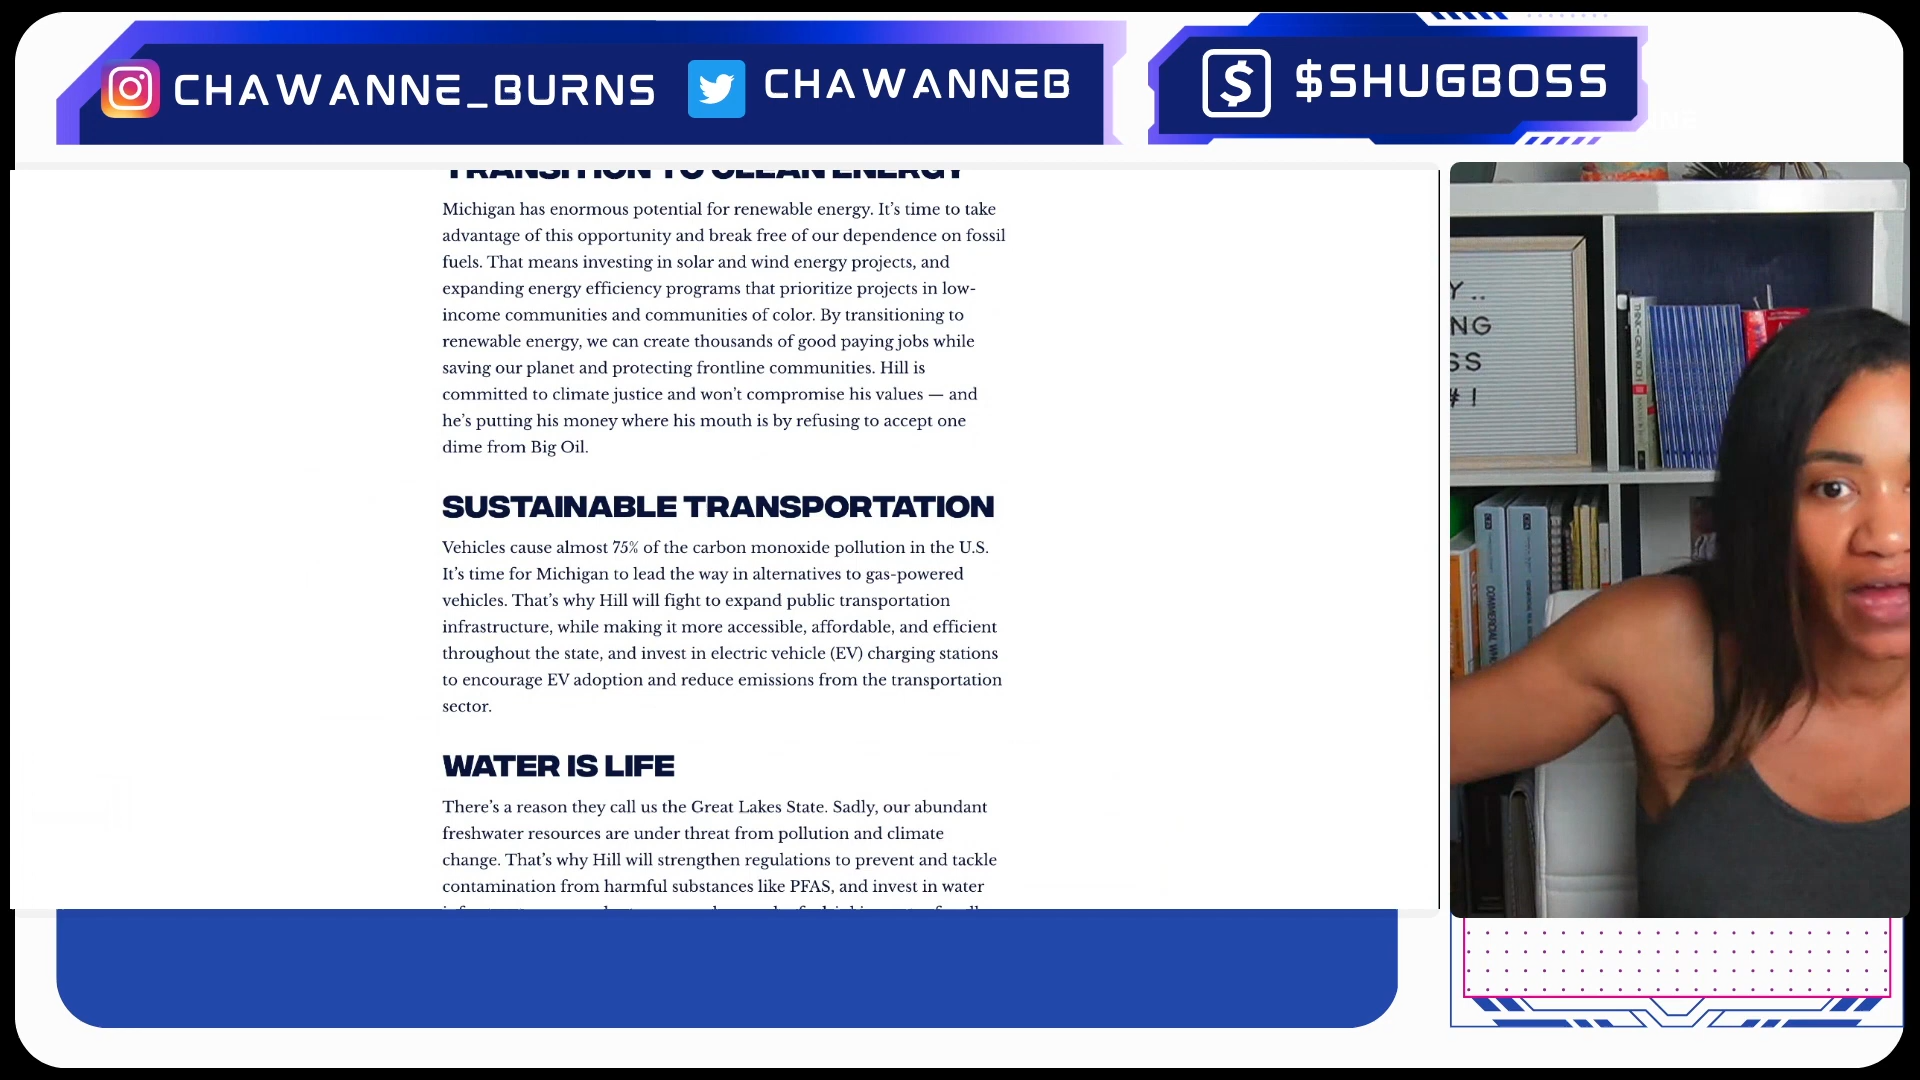 CHAWANNE_BURNS
CHAWANNEB
$SHUGBOSS
TRANSITION TO CLEAN ENERGY
Michigan has enormous potential for renewable energy. It’s time to take
advantage of this opportunity and break free of our dependence on fossil
fuels. That means investing in solar and wind energy projects, and
expanding energy efficiency programs that prioritize projects in low-
income communities and communities of color. By transitioning to
renewable energy, we can create thousands of good paying jobs while
saving our planet and protecting frontline communities. Hill is
committed to climate justice and won’t compromise his values — and
he’s putting his money where his mouth is by refusing to accept one
dime from Big Oil.
SUSTAINABLE TRANSPORTATION
Vehicles cause almost 75% of the carbon monoxide pollution in the U.S.
It’s time for Michigan to lead the way in alternatives to gas-powered
vehicles. That’s why Hill will fight to expand public transportation
infrastructure, while making it more accessible, affordable, and efficient
throughout the state, and invest in electric vehicle (EV) charging stations
to encourage EV adoption and reduce emissions from the transportation
sector.
WATER IS LIFE
There’s a reason they call us the Great Lakes State. Sadly, our abundant
freshwater resources are under threat from pollution and climate
change. That’s why Hill will strengthen regulations to prevent and tackle
contamination from harmful substances like PFAS, and invest in water
Y..
NG
SS
#!